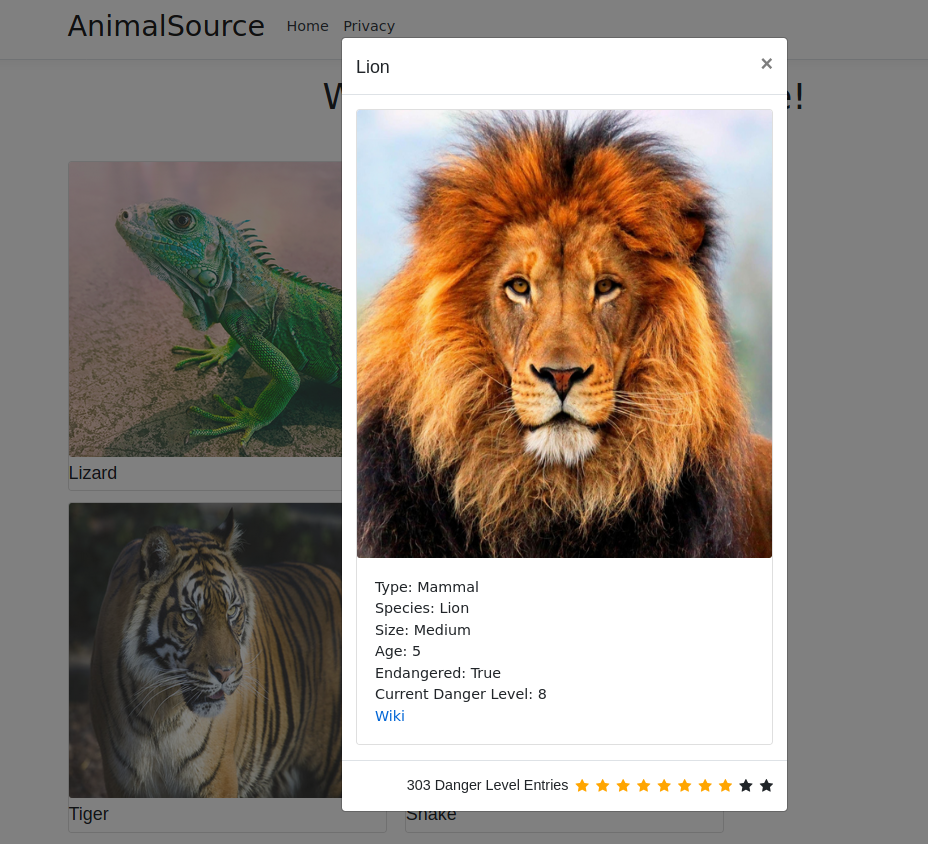 AnimalSource Home Privacy
Lion ×
Type: Mammal
Species: Lion
Size: Medium
Age: 5
Endangered: True
Current Danger Level: 8
Wiki
303 Danger Level Entries
Lizard
Tiger
Snake